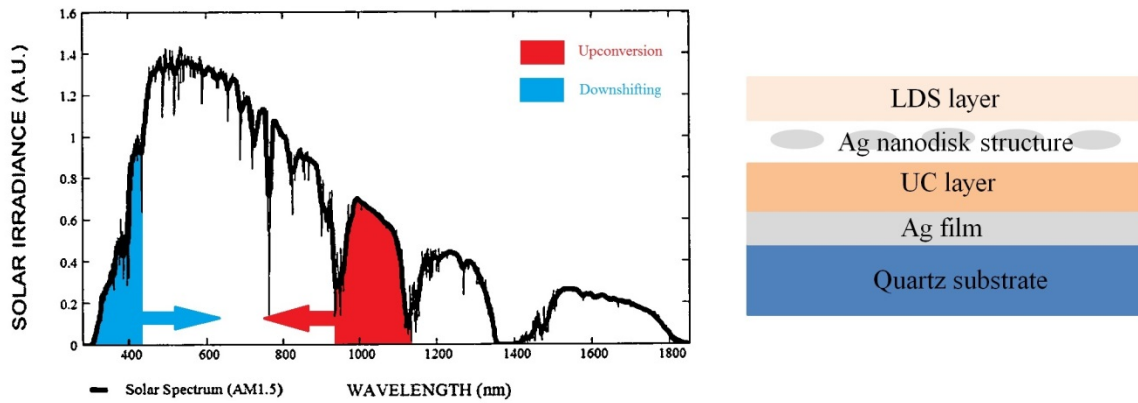 SOLAR IRRADIANCE (A.U.)
1.6
1.4
1.2
1
0.8
0.6
0.4
0.2
0
400
600
800
1000
1200
1400
1600
1800
Upconversion
Downshifting
Solar Spectrum (AM1.5)
WAVELENGTH (nm)
LDS layer
Ag nanodisk structure
UC layer
Ag film
Quartz substrate